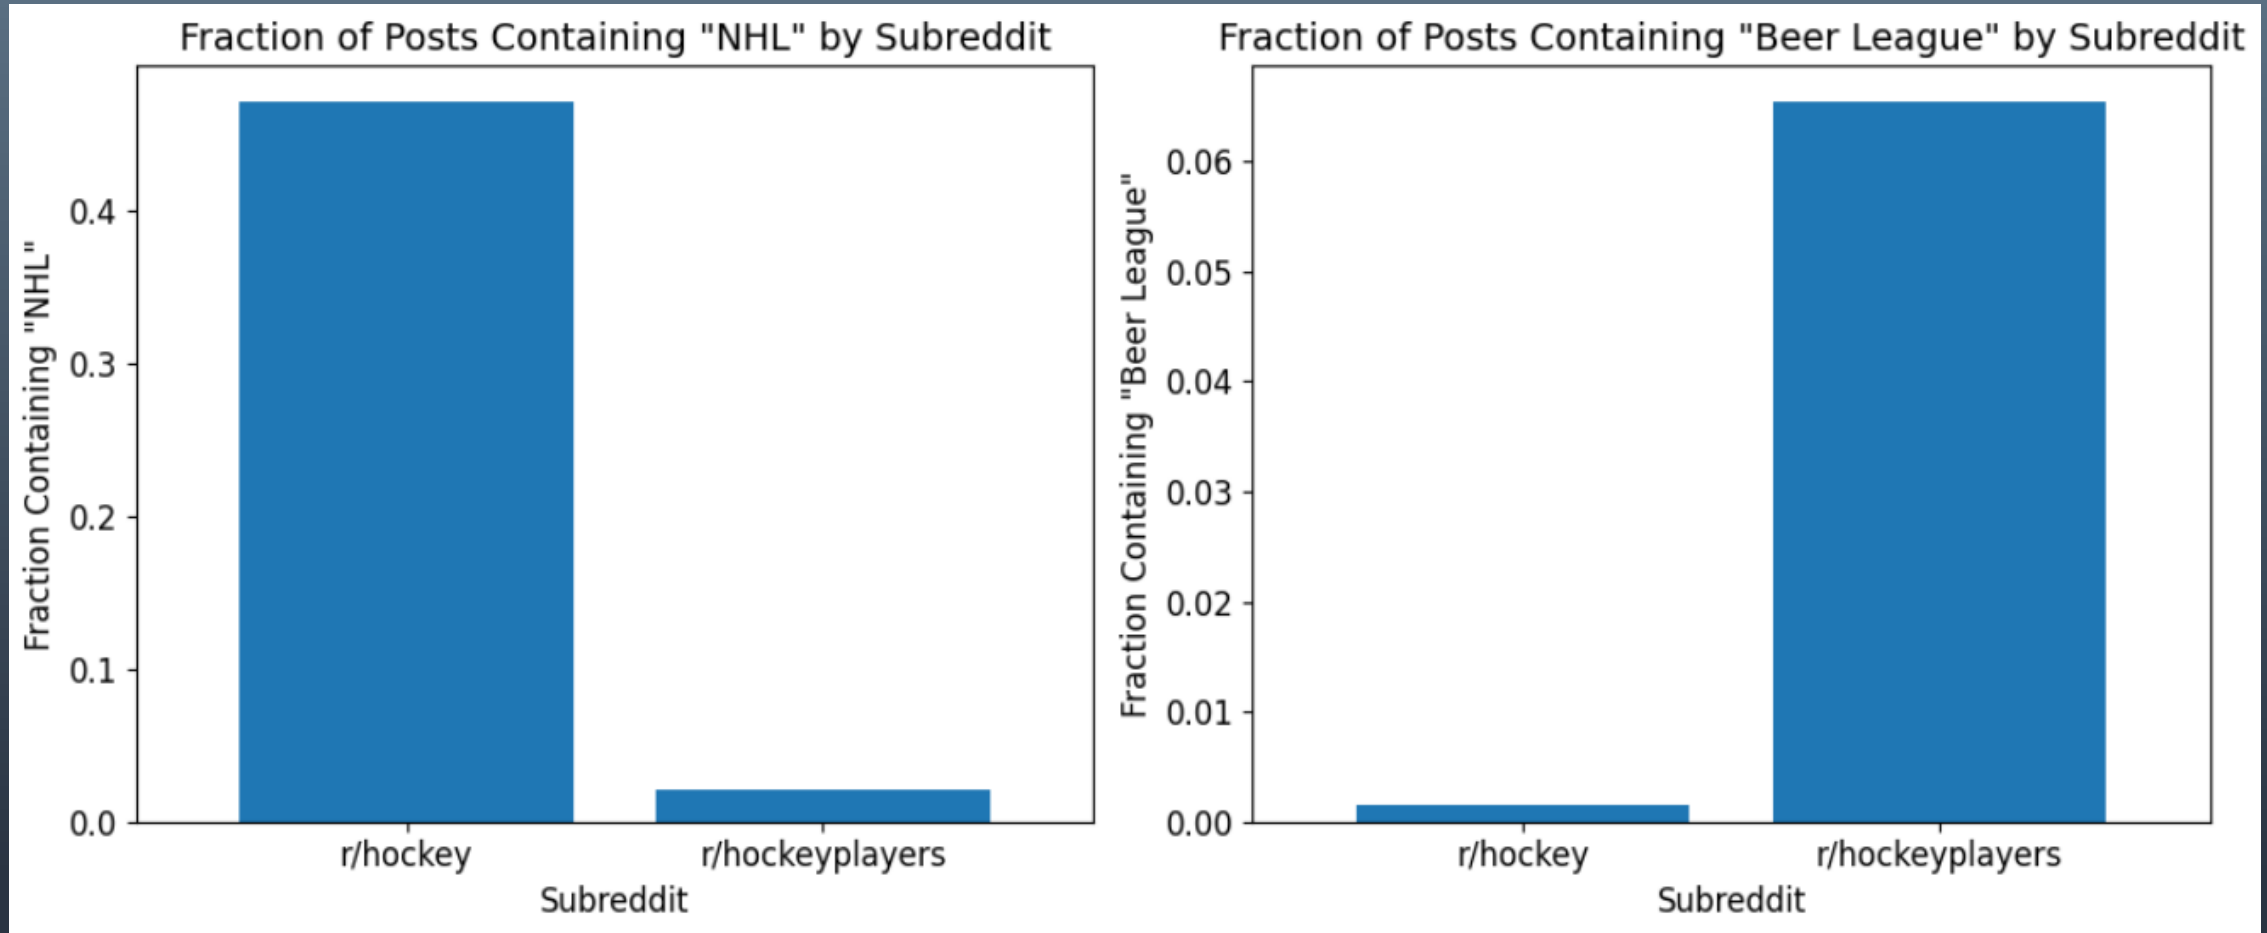 Fraction of Posts Containing "NHL" by Subreddit
Fraction Containing "NHL"
0.4
0.3
0.2
0.1
0.0
r/hockey
r/hockeyplayers
Subreddit
Fraction of Posts Containing "Beer League" by Subreddit
Fraction Containing "Beer League"
0.06
0.05
0.04
0.03
0.02
0.01
0.00
r/hockey
r/hockeyplayers
Subreddit